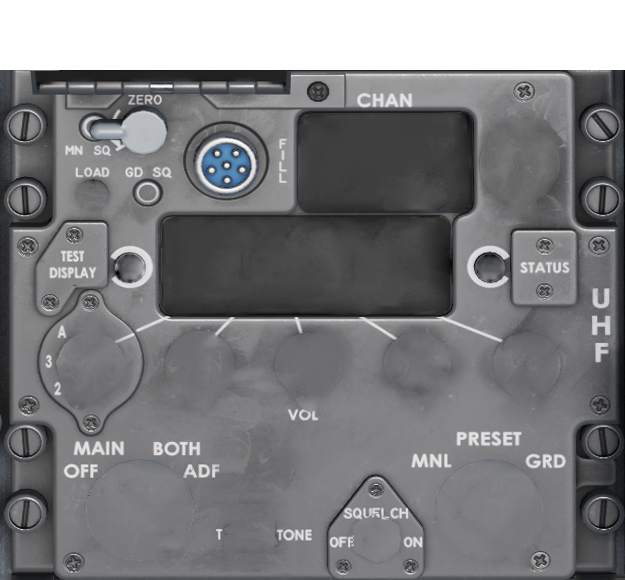 CHAN
ZERO
MN SQ
FILL
LOAD
GD SQ
TEST
DISPLAY
STATUS
UHF
A
3
2
VOL
MAIN
BOTH
PRESET
OFF
ADF
MNL
GRD
SQUELCH
T
TONE
OFF
ON